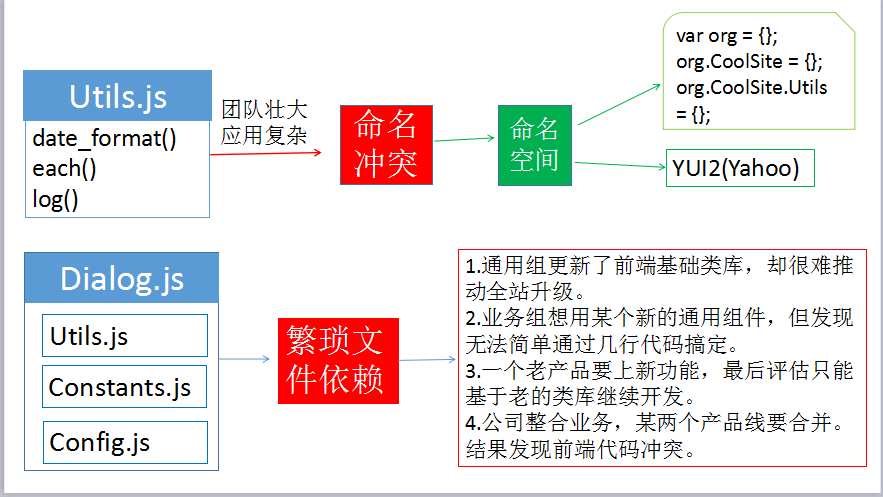 Utils.js
date_format()
each()
log()
团队壮大
应用复杂
命名
冲突
命名
空间
var org = {};
org.CoolSite = {};
org.CoolSite.Utils
= {};
YUI2(Yahoo)
Dialog.js
Utils.js
Constants.js
Config.js
繁琐文
件依赖
1.通用组更新了前端基础类库，却很难推
动全站升级。
2.业务组想用某个新的通用组件，但发现
无法简单通过几行代码搞定。
3.一个老产品要上新功能，最后评估只能
基于老的类库继续开发。
4.公司整合业务，某两个产品线要合并。
结果发现前端代码冲突。